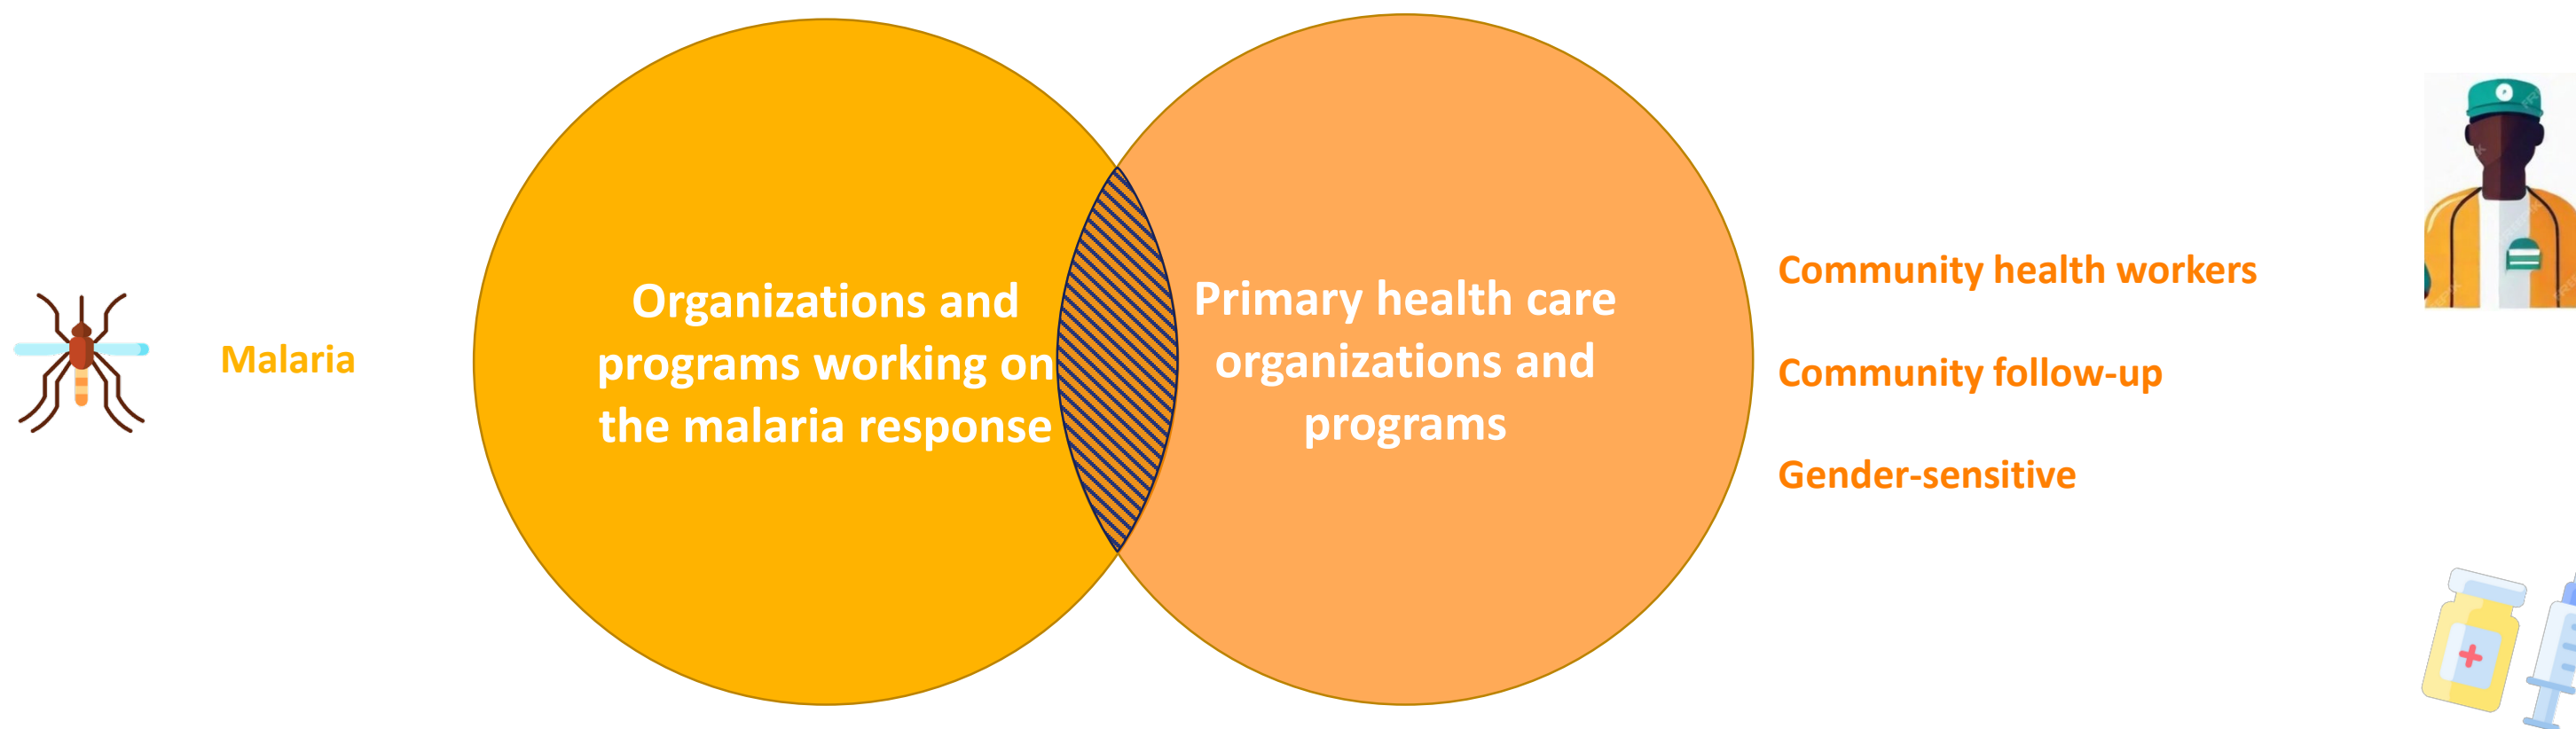 Malaria
Organizations and
programs working on
the malaria response
Primary health care
organizations and
programs
Community health workers
Community follow-up
Gender-sensitive